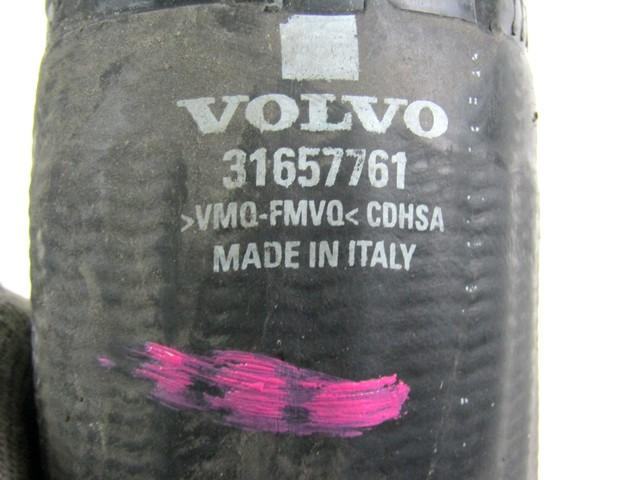 VOLVO
31657761
>VMQ-FMVQ< CDHSA
MADE IN ITALY